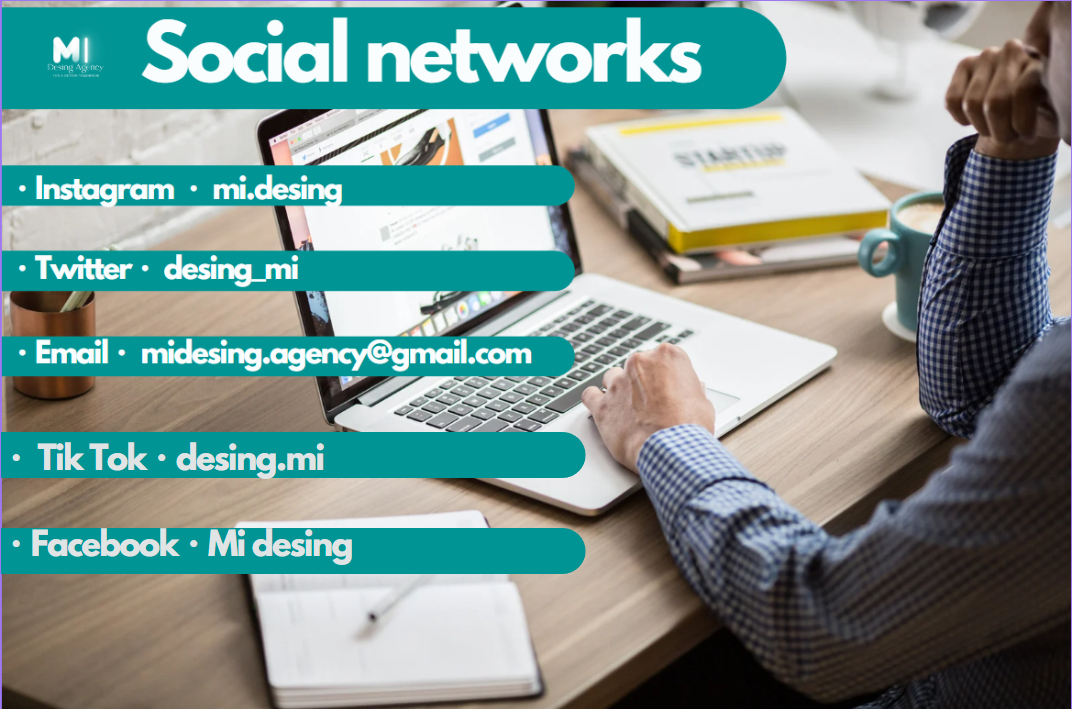 MI
Desing Agency
Social networks
· Instagram · mi.desing
· Twitter · desing_mi
· Email · midesing.agency@gmail.com
· Tik Tok · desing.mi
· Facebook · Mi desing
STARTUP